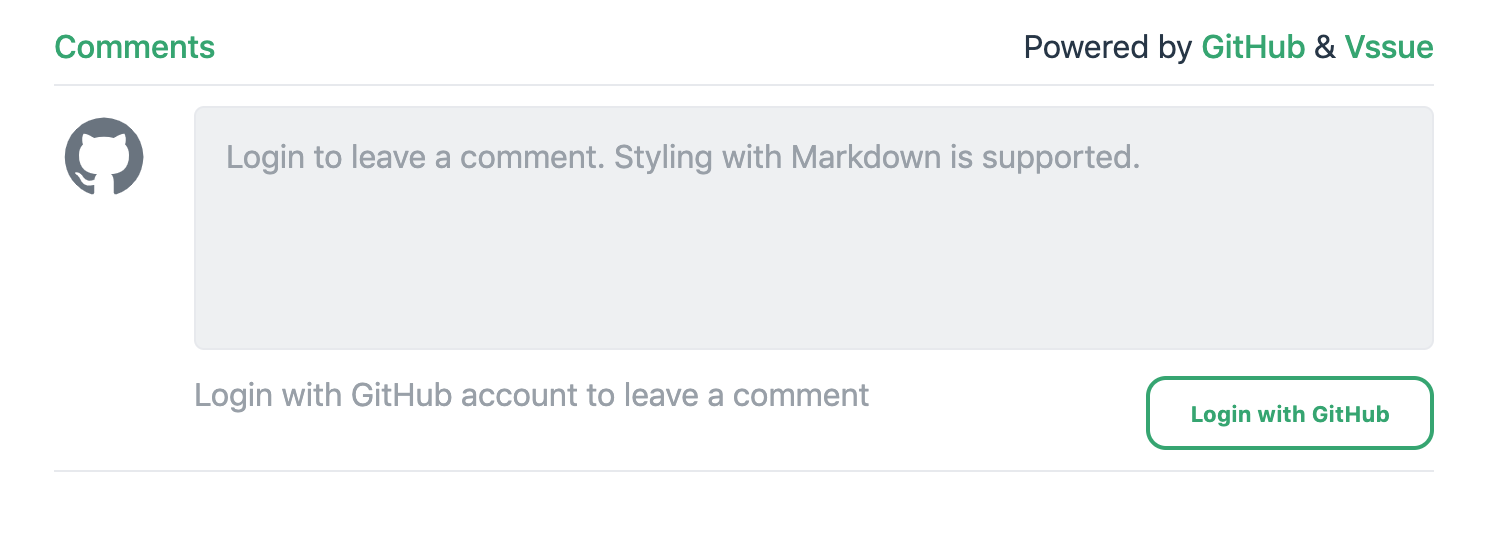 Comments
Powered by GitHub & Vssue
Login to leave a comment. Styling with Markdown is supported.
Login with GitHub account to leave a comment
Login with GitHub